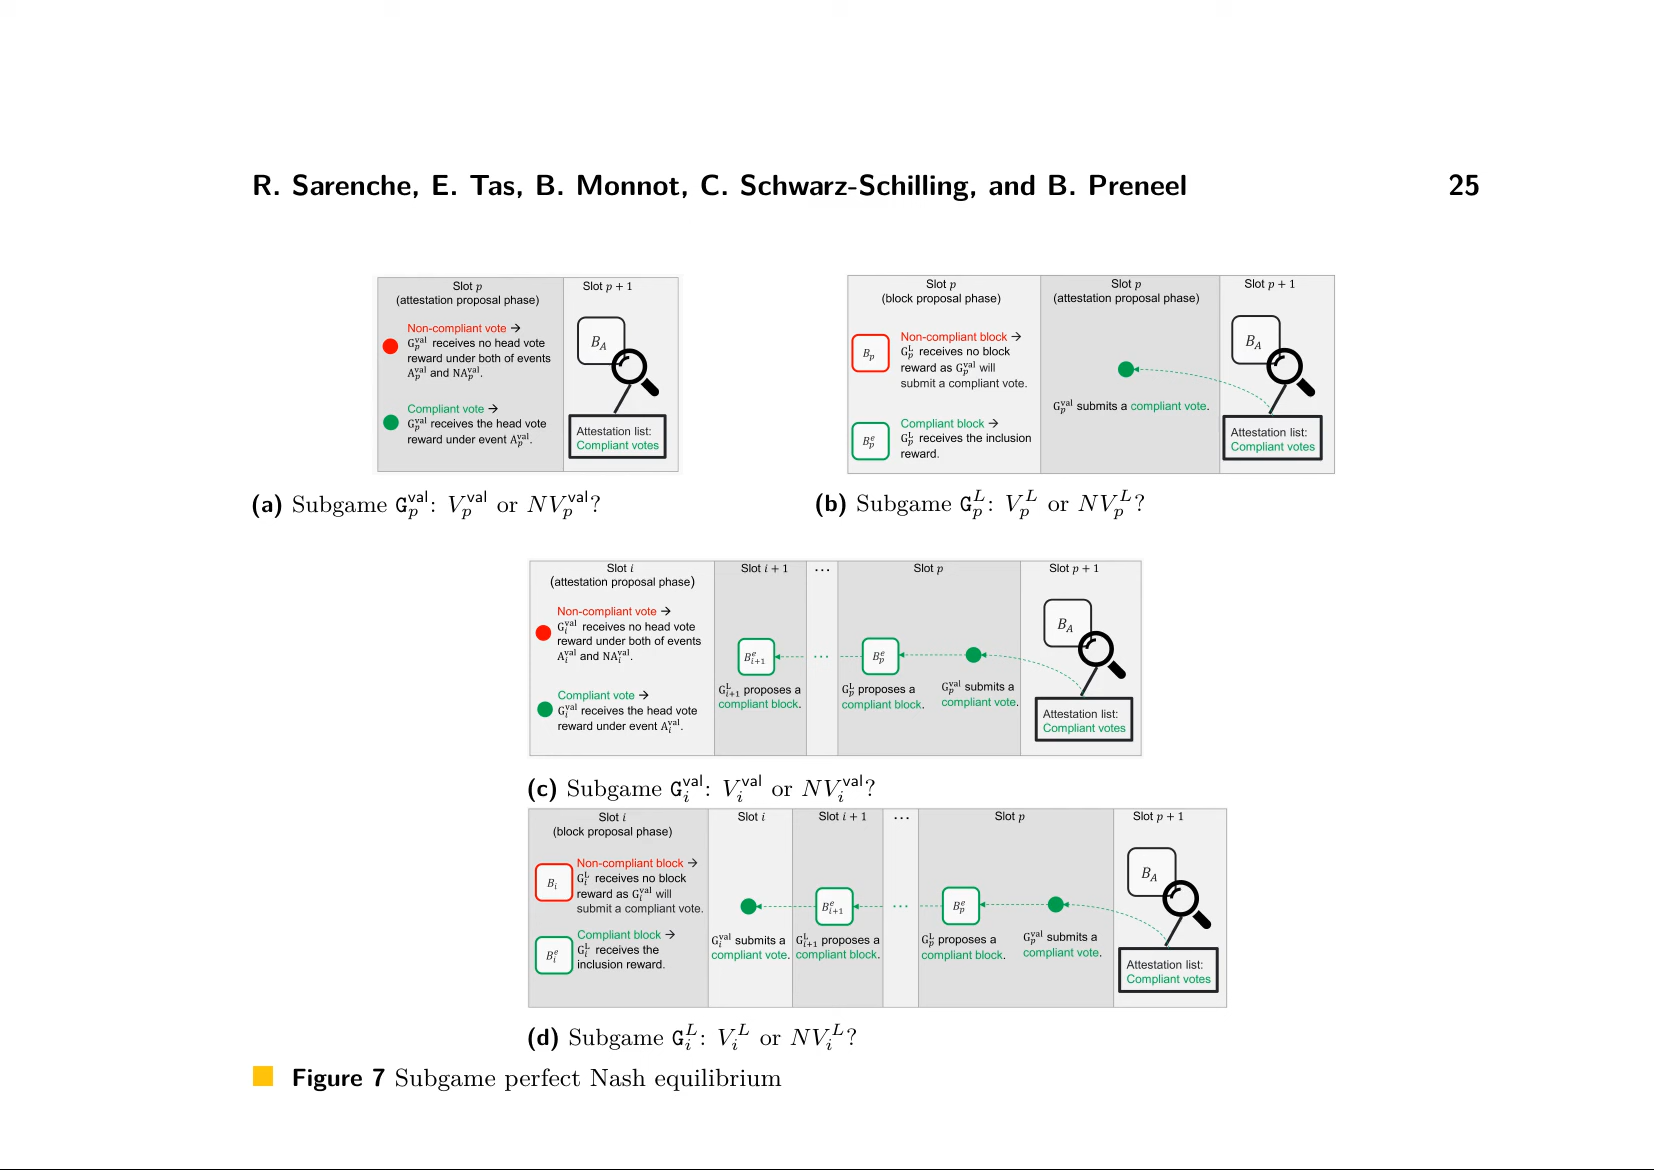 R. Sarenche, E. Tas, B. Monnot, C. Schwarz-Schilling, and B. Preneel 25
Slot p
(attestation proposal phase)
Slot p + 1
Non-compliant vote →
G_p^val receives no head vote
reward under both of events
A_p^val and NA_p^val.
Compliant vote →
G_p^val receives the head vote
reward under event A_p^val.
B_A
Attestation list:
Compliant votes
(a) Subgame G_p^val: V_p^val or NV_p^val?
Slot p
(block proposal phase)
Slot p
(attestation proposal phase)
Slot p + 1
B_p
Non-compliant block →
G_p^L receives no block
reward as G_p^val will
submit a compliant vote.
B_p^e
Compliant block →
G_p^L receives the inclusion
reward.
G_p^val submits a compliant vote.
B_A
Attestation list:
Compliant votes
(b) Subgame G_p^L: V_p^L or NV_p^L?
Slot i
(attestation proposal phase)
Slot i + 1
...
Slot p
Slot p + 1
Non-compliant vote →
G_i^val receives no head vote
reward under both of events
A_i^val and NA_i^val.
Compliant vote →
G_i^val receives the head vote
reward under event A_i^val.
B_{i+1}^e
G_{i+1}^L proposes a
compliant block.
...
B_p^e
G_p^L proposes a
compliant block.
G_p^val submits a
compliant vote.
B_A
Attestation list:
Compliant votes
(c) Subgame G_i^val: V_i^val or NV_i^val?
Slot i
(block proposal phase)
Slot i
Slot i + 1
...
Slot p
Slot p + 1
B_i
Non-compliant block →
G_i^L receives no block
reward as G_i^val will
submit a compliant vote.
B_i^e
Compliant block →
G_i^L receives the
inclusion reward.
G_i^val submits a
compliant vote.
B_{i+1}^e
G_{i+1}^L proposes a
compliant block.
...
B_p^e
G_p^L proposes a
compliant block.
G_p^val submits a
compliant vote.
B_A
Attestation list:
Compliant votes
(d) Subgame G_i^L: V_i^L or NV_i^L?
Figure 7 Subgame perfect Nash equilibrium